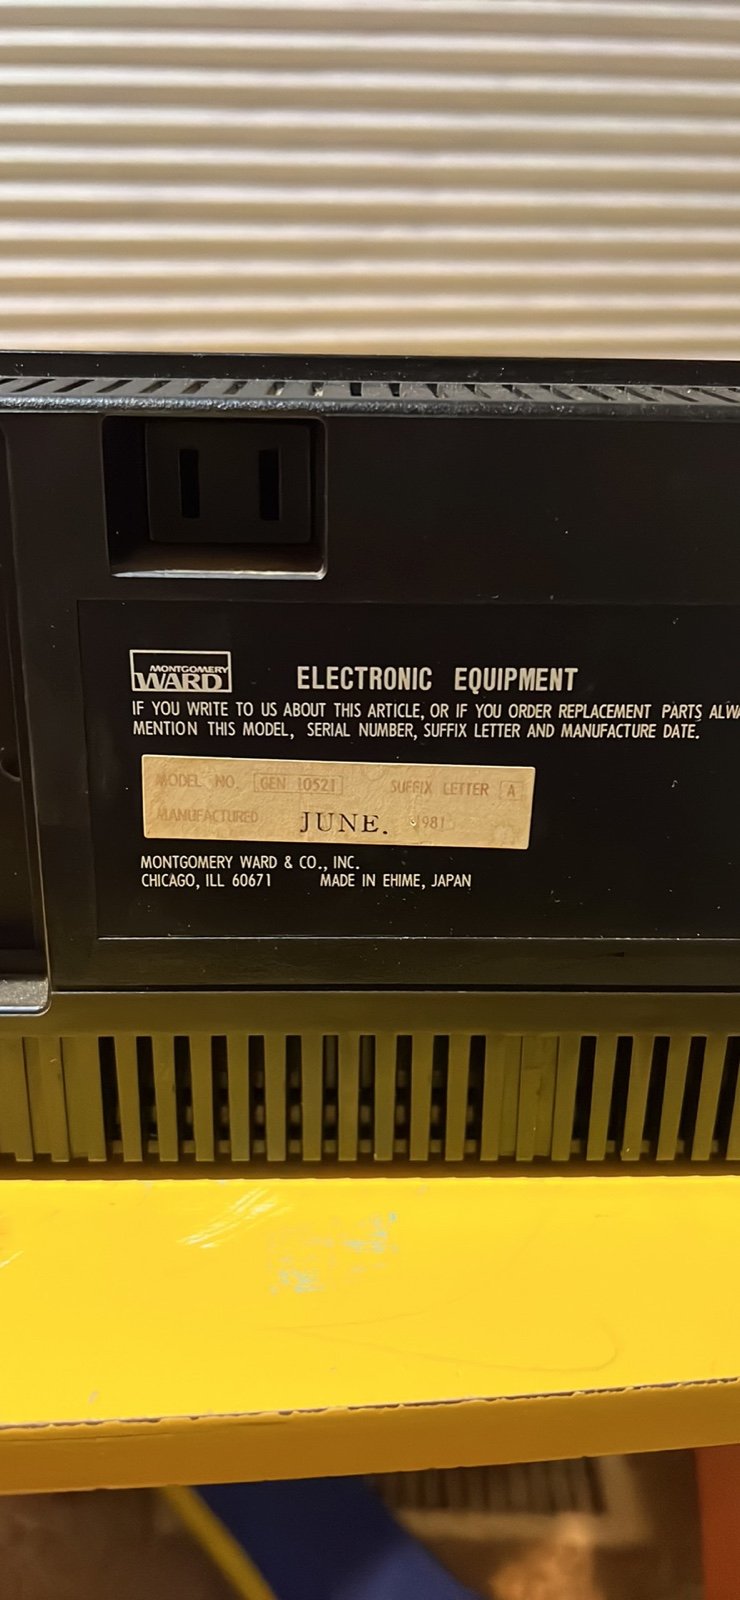 MONTGOMERY
WARD
ELECTRONIC EQUIPMENT
IF YOU WRITE TO US ABOUT THIS ARTICLE, OR IF YOU ORDER REPLACEMENT PARTS
MENTION THIS MODEL, SERIAL NUMBER, SUFFIX LETTER AND MANUFACTURE DATE.
MODEL NO. GEN 10521 SUFFIX LETTER A
MANUFACTURED JUNE. 1981
MONTGOMERY WARD & CO., INC.
CHICAGO, ILL 60671 MADE IN EHIME, JAPAN